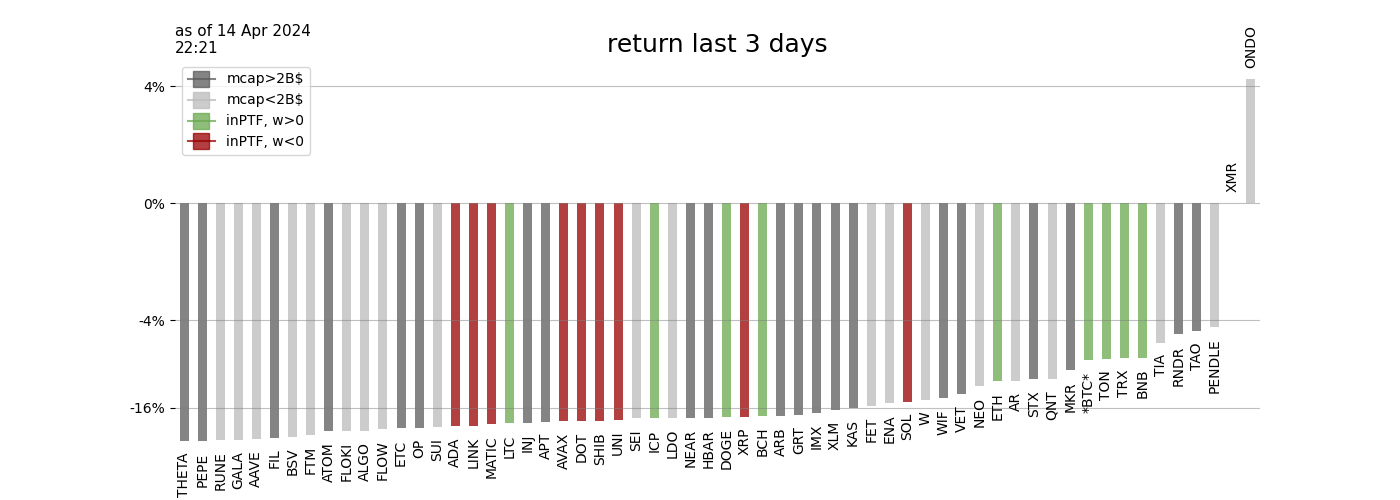 as of 14 Apr 2024
22:21
return last 3 days
mcap>2B$
mcap<2B$
inPTF, w>0
inPTF, w<0
4%
0%
-4%
-16%
THETA
PEPE
RUNE
GALA
AAVE
FIL
BSV
FTM
ATOM
FLOKI
ALGO
FLOW
ETC
OP
SUI
ADA
LINK
MATIC
LTC
INJ
APT
AVAX
DOT
SHIB
UNI
SEI
ICP
LDO
NEAR
HBAR
DOGE
XRP
BCH
ARB
GRT
IMX
XLM
KAS
FET
ENA
SOL
W
WIF
VET
NEO
ETH
AR
STX
QNT
MKR
*BTC*
TON
TRX
BNB
TIA
RNDR
TAO
PENDLE
XMR
ONDO